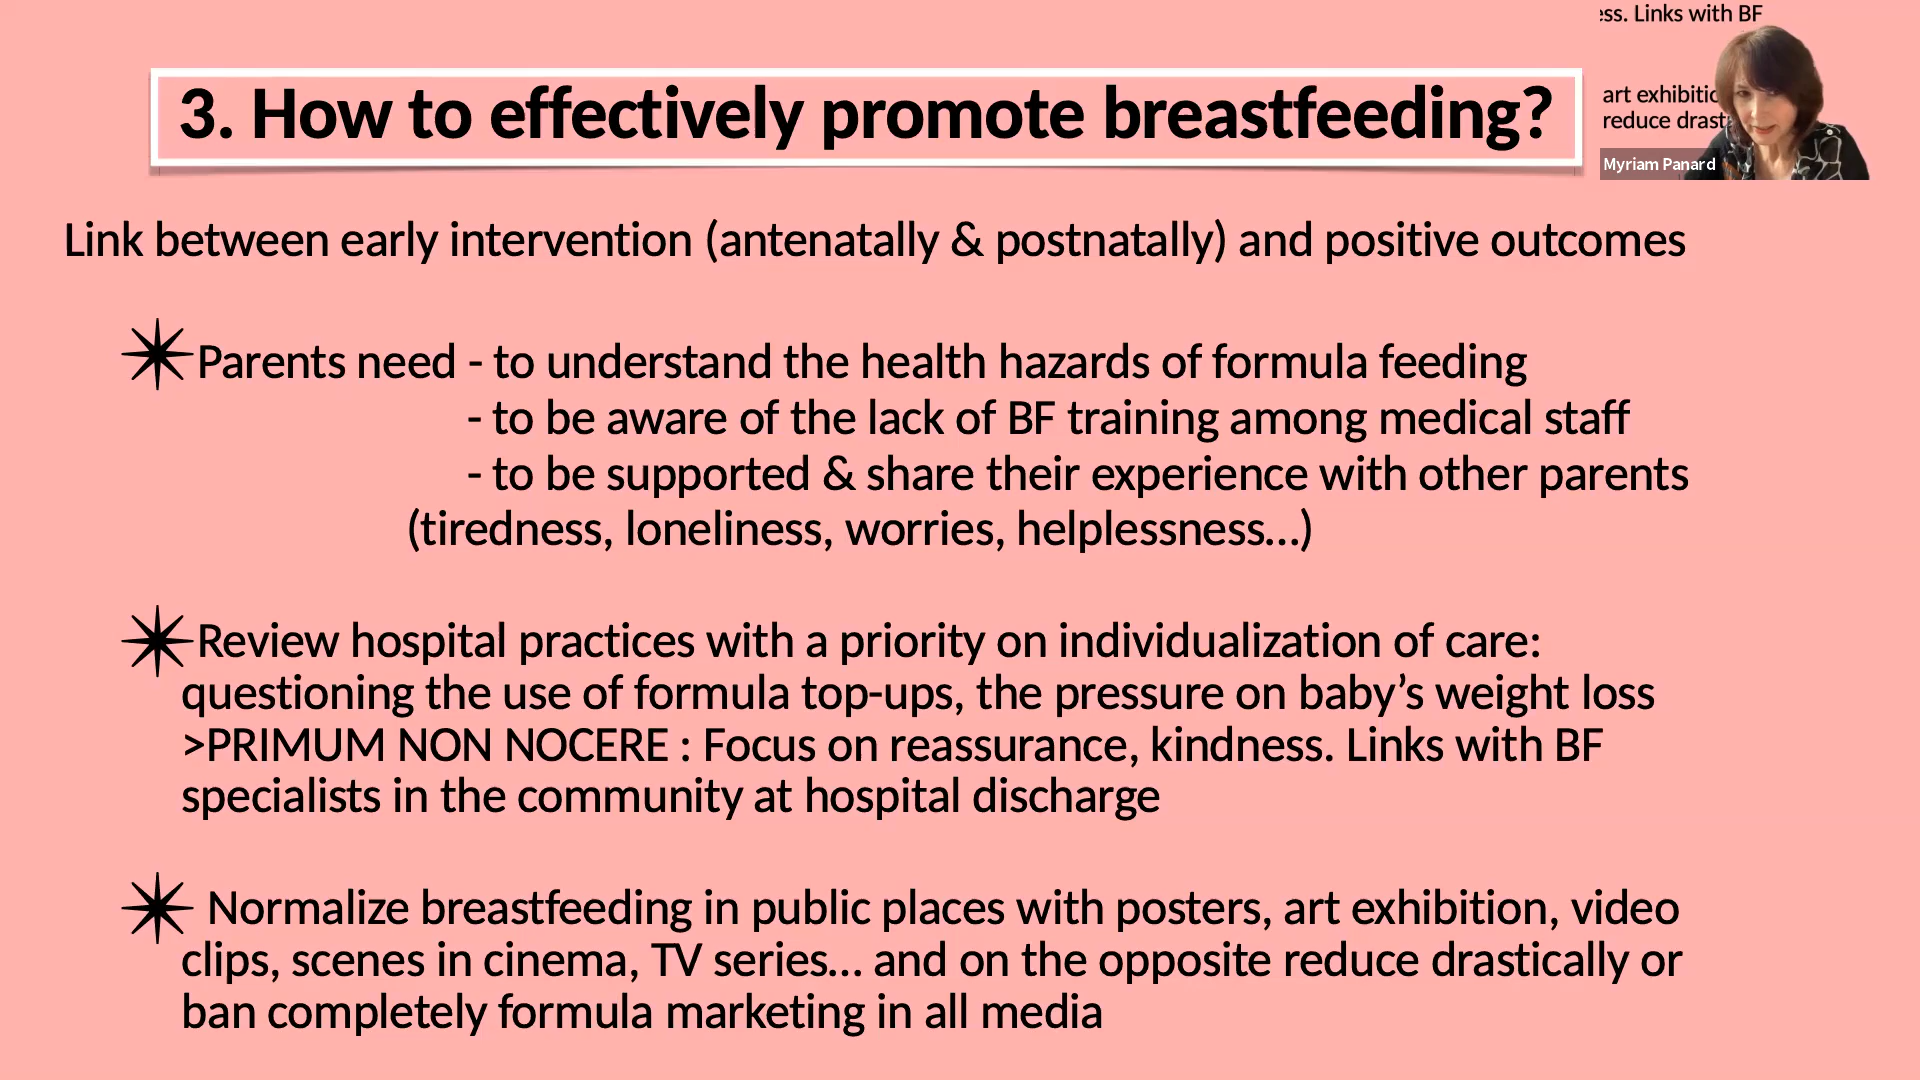 ess. Links with BF
3. How to effectively promote breastfeeding?
art exhibitio
reduce drast
Myriam Panard
Link between early intervention (antenatally & postnatally) and positive outcomes
Parents need - to understand the health hazards of formula feeding
- to be aware of the lack of BF training among medical staff
- to be supported & share their experience with other parents
(tiredness, loneliness, worries, helplessness...)
Review hospital practices with a priority on individualization of care:
questioning the use of formula top-ups, the pressure on baby’s weight loss
>PRIMUM NON NOCERE : Focus on reassurance, kindness. Links with BF
specialists in the community at hospital discharge
Normalize breastfeeding in public places with posters, art exhibition, video
clips, scenes in cinema, TV series... and on the opposite reduce drastically or
ban completely formula marketing in all media